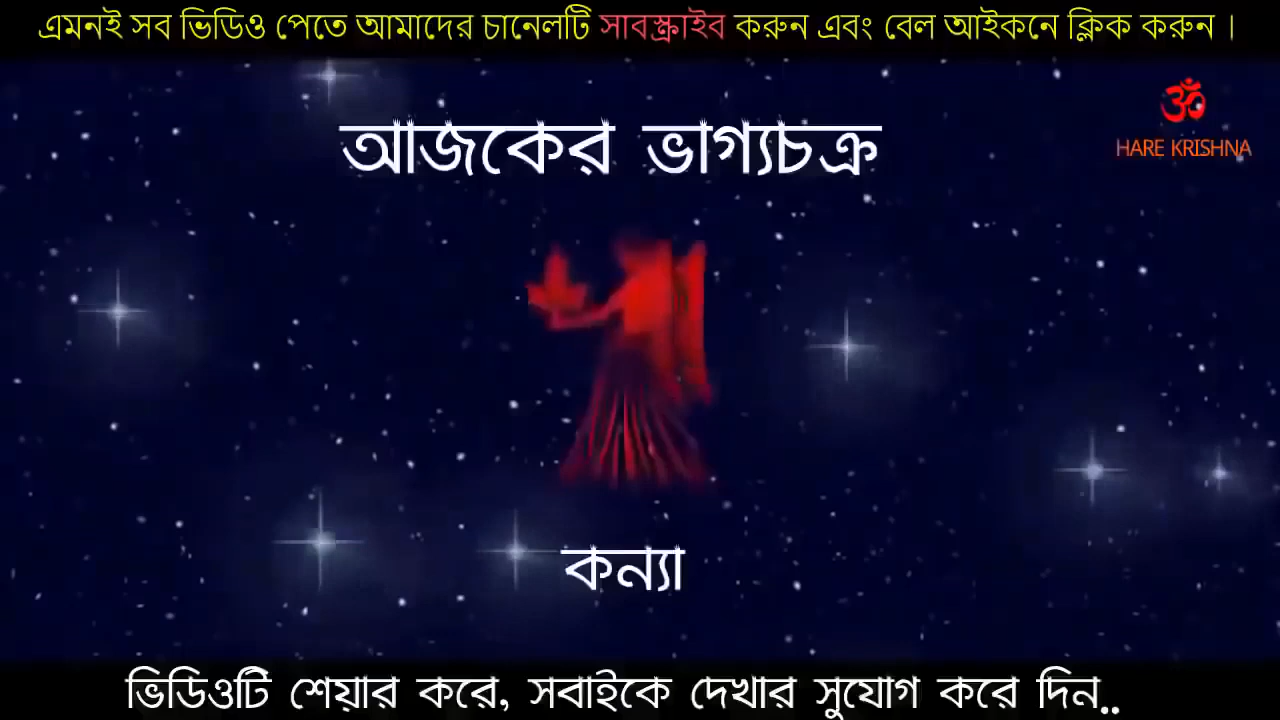 এমনই সব ভিডিও পেতে আমাদের চানেলটি সাবস্ক্রাইব করুন এবং বেল আইকনে ক্লিক করুন ।
ॐ
HARE KRISHNA
আজকের ভাগ্যচক্র
কন্যা
ভিডিওটি শেয়ার করে, সবাইকে দেখার সুযোগ করে দিন..